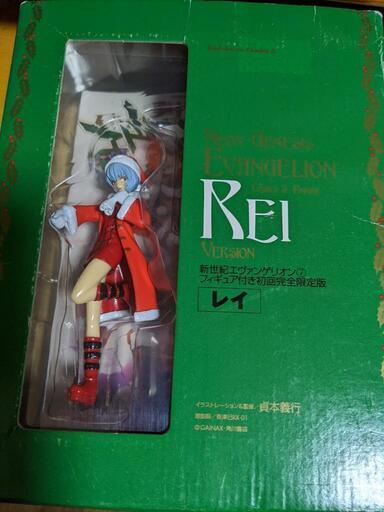 NEON GENESIS
EVANGELION
REI
VERSION
新世紀エヴァンゲリオン⑦
フィギュア付き初回完全限定版
レイ
イラストレーション&監修／貞本義行
©GAINAX・角川書店